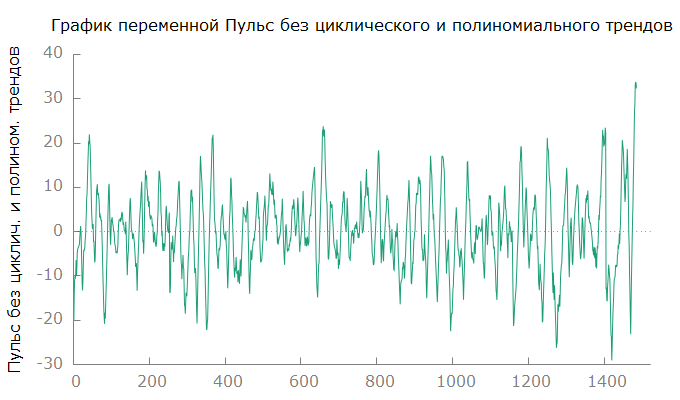 График переменной Пульс без циклического и полиномиального трендов
Пульс без циклич. и полином. трендов
40
30
20
10
0
-10
-20
-30
0 200 400 600 800 1000 1200 1400